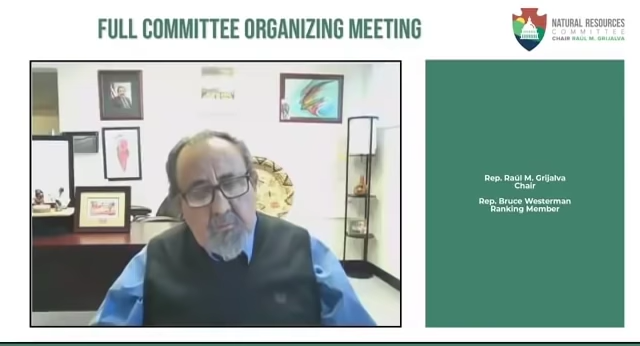 FULL COMMITTEE ORGANIZING MEETING
NATURAL RESOURCES
COMMITTEE
CHAIR RAÚL M. GRIJALVA
Rep. Raúl M. Grijalva
Chair
Rep. Bruce Westerman
Ranking Member